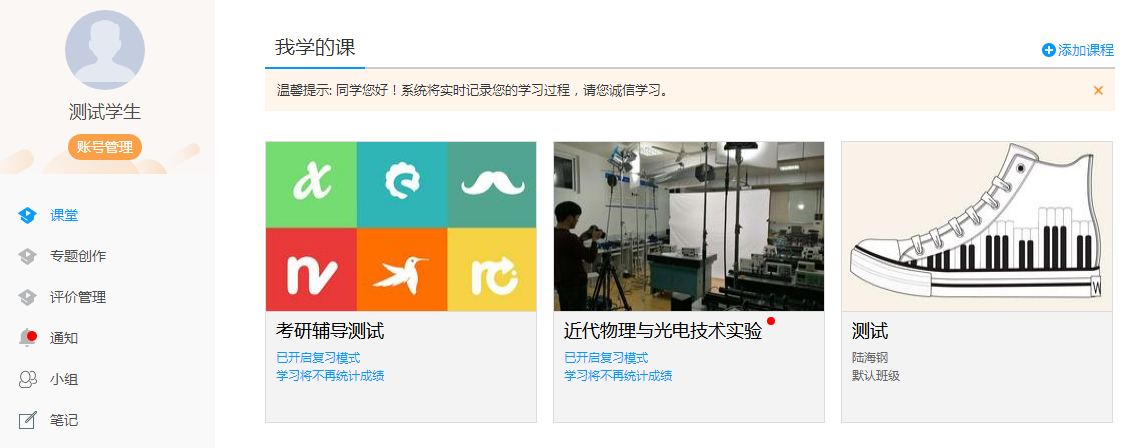 测试学生
账号管理
课堂
专题创作
评价管理
通知
小组
笔记
我学的课
添加课程
温馨提示: 同学您好！系统将实时记录您的学习过程，请您诚信学习。
考研辅导测试
已开启复习模式
学习将不再统计成绩
近代物理与光电技术实验
已开启复习模式
学习将不再统计成绩
W
测试
陆海钢
默认班级